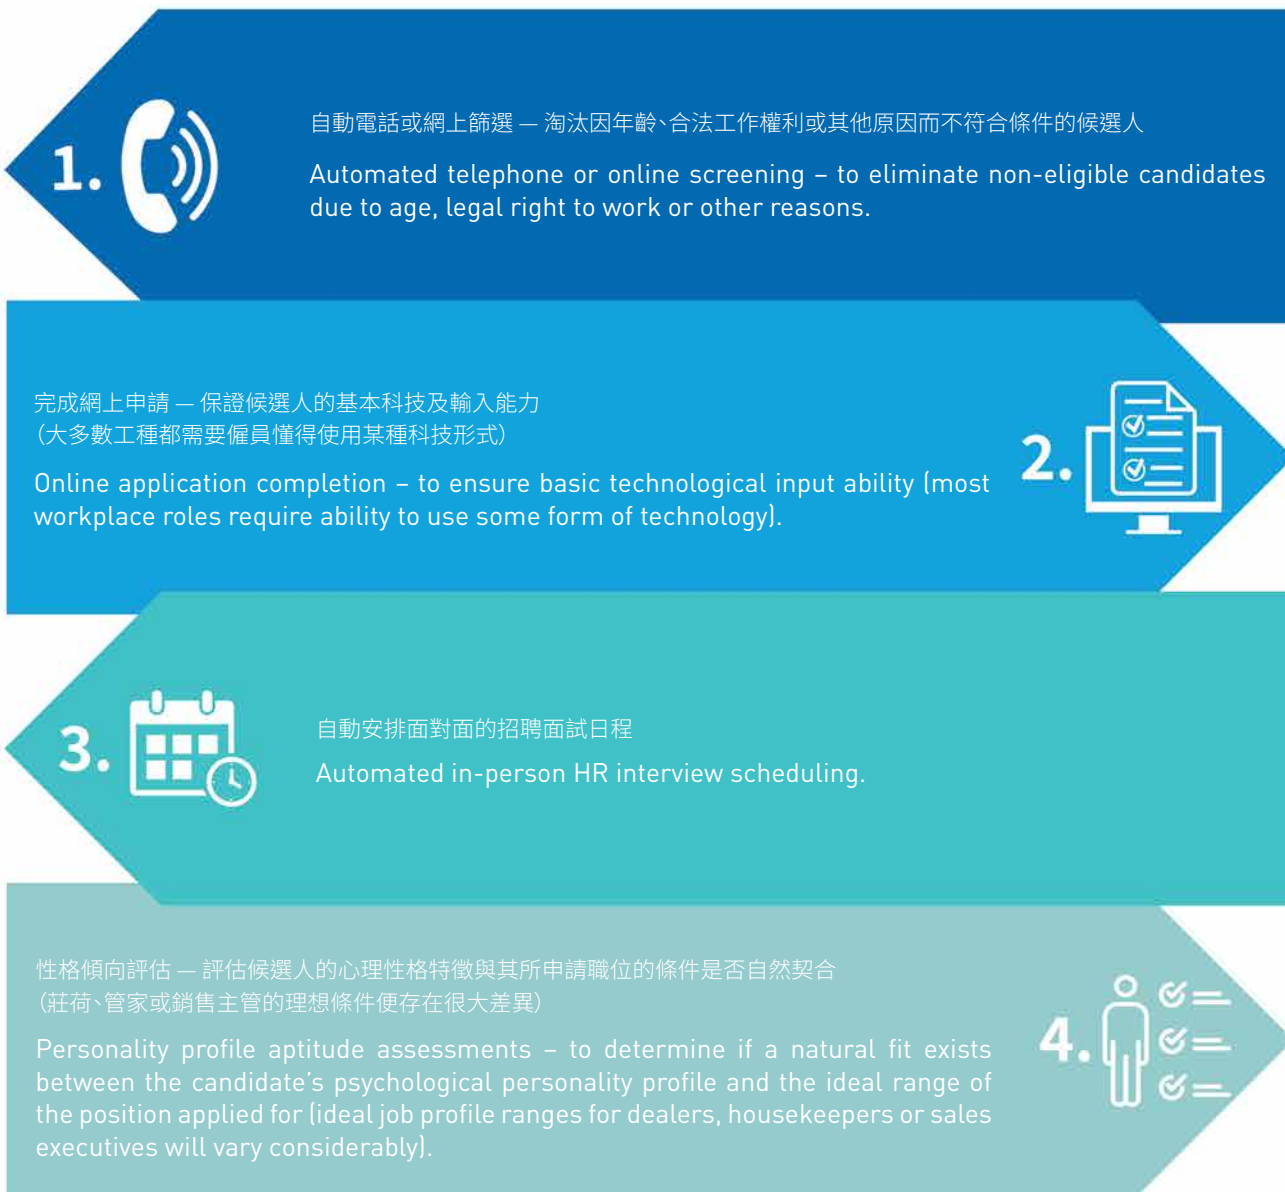 1.
自動電話或網上篩選 — 淘汰因年齡、合法工作權利或其他原因而不符合條件的候選人
Automated telephone or online screening – to eliminate non-eligible candidates
due to age, legal right to work or other reasons.
完成網上申請 — 保證候選人的基本科技及輸入能力
（大多數工種都需要僱員懂得使用某種科技形式）
Online application completion – to ensure basic technological input ability (most
workplace roles require ability to use some form of technology).
2.
3.
自動安排面對面的招聘面試日程
Automated in-person HR interview scheduling.
性格傾向評估 — 評估候選人的心理性格特徵與其所申請職位的條件是否自然契合
（莊荷、管家或銷售主管的理想條件便存在很大差異）
Personality profile aptitude assessments – to determine if a natural fit exists
between the candidate’s psychological personality profile and the ideal range of
the position applied for (ideal job profile ranges for dealers, housekeepers or sales
executives will vary considerably).
4.